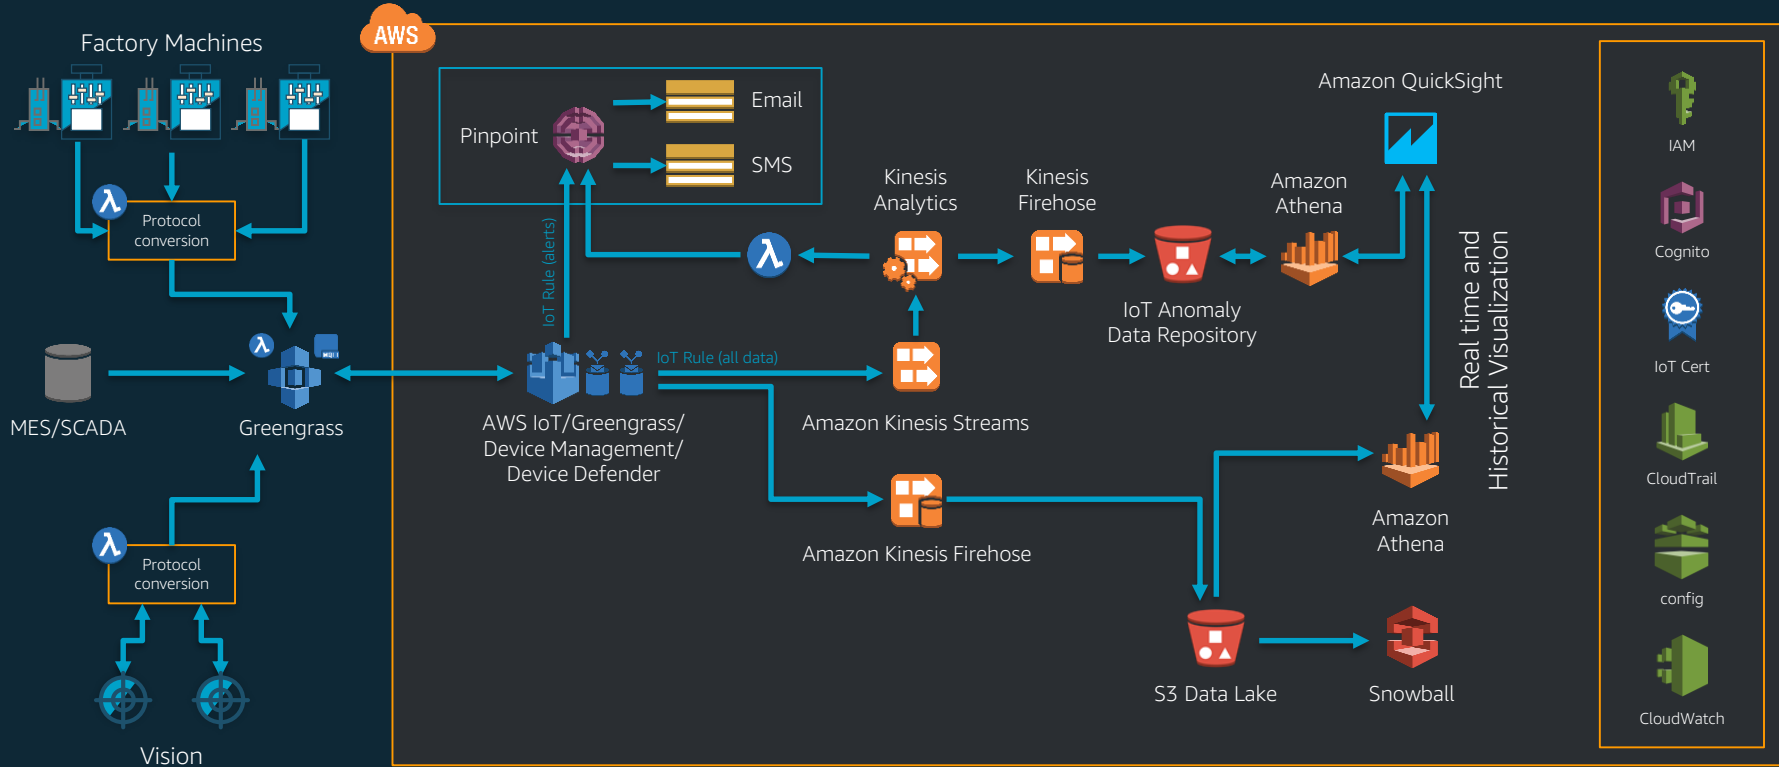 Factory Machines
AWS
Protocol
conversion
MES/SCADA
Greengrass
Protocol
conversion
Vision
Pinpoint
Email
SMS
IoT Rule (alerts)
IoT Rule (all data)
AWS IoT/Greengrass/
Device Management/
Device Defender
Kinesis
Analytics
Kinesis
Firehose
Amazon Kinesis Streams
Amazon Kinesis Firehose
IoT Anomaly
Data Repository
Amazon
Athena
Amazon QuickSight
Real time and
Historical Visualization
Amazon
Athena
S3 Data Lake
Snowball
IAM
Cognito
IoT Cert
CloudTrail
config
CloudWatch